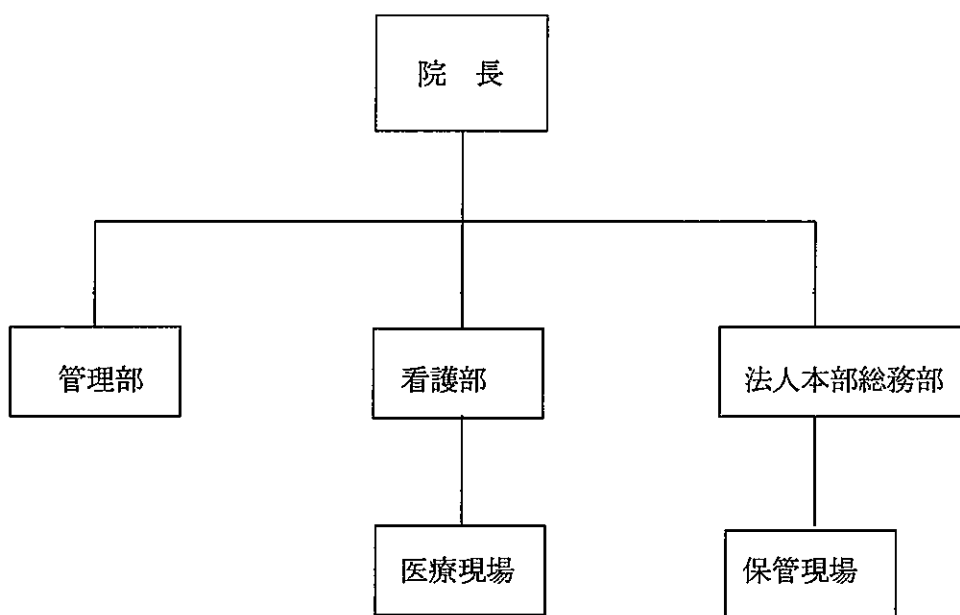 院 長
管理部
看護部
法人本部総務部
医療現場
保管現場